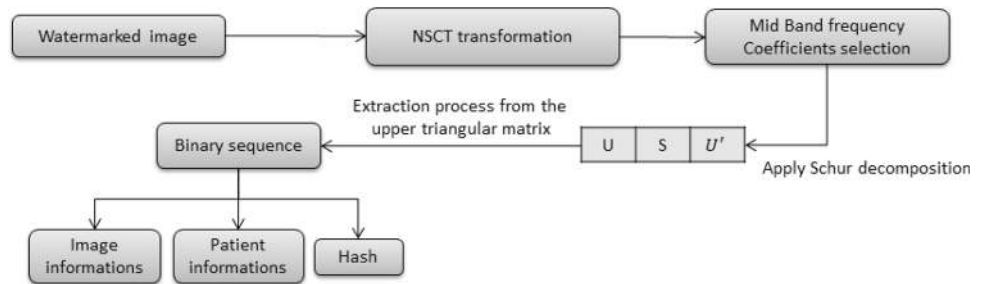 Watermarked image
NSCT transformation
Mid Band frequency
Coefficients selection
Extraction process from the
upper triangular matrix
Binary sequence
U
S
U'
Apply Schur decomposition
Image
informations
Patient
informations
Hash